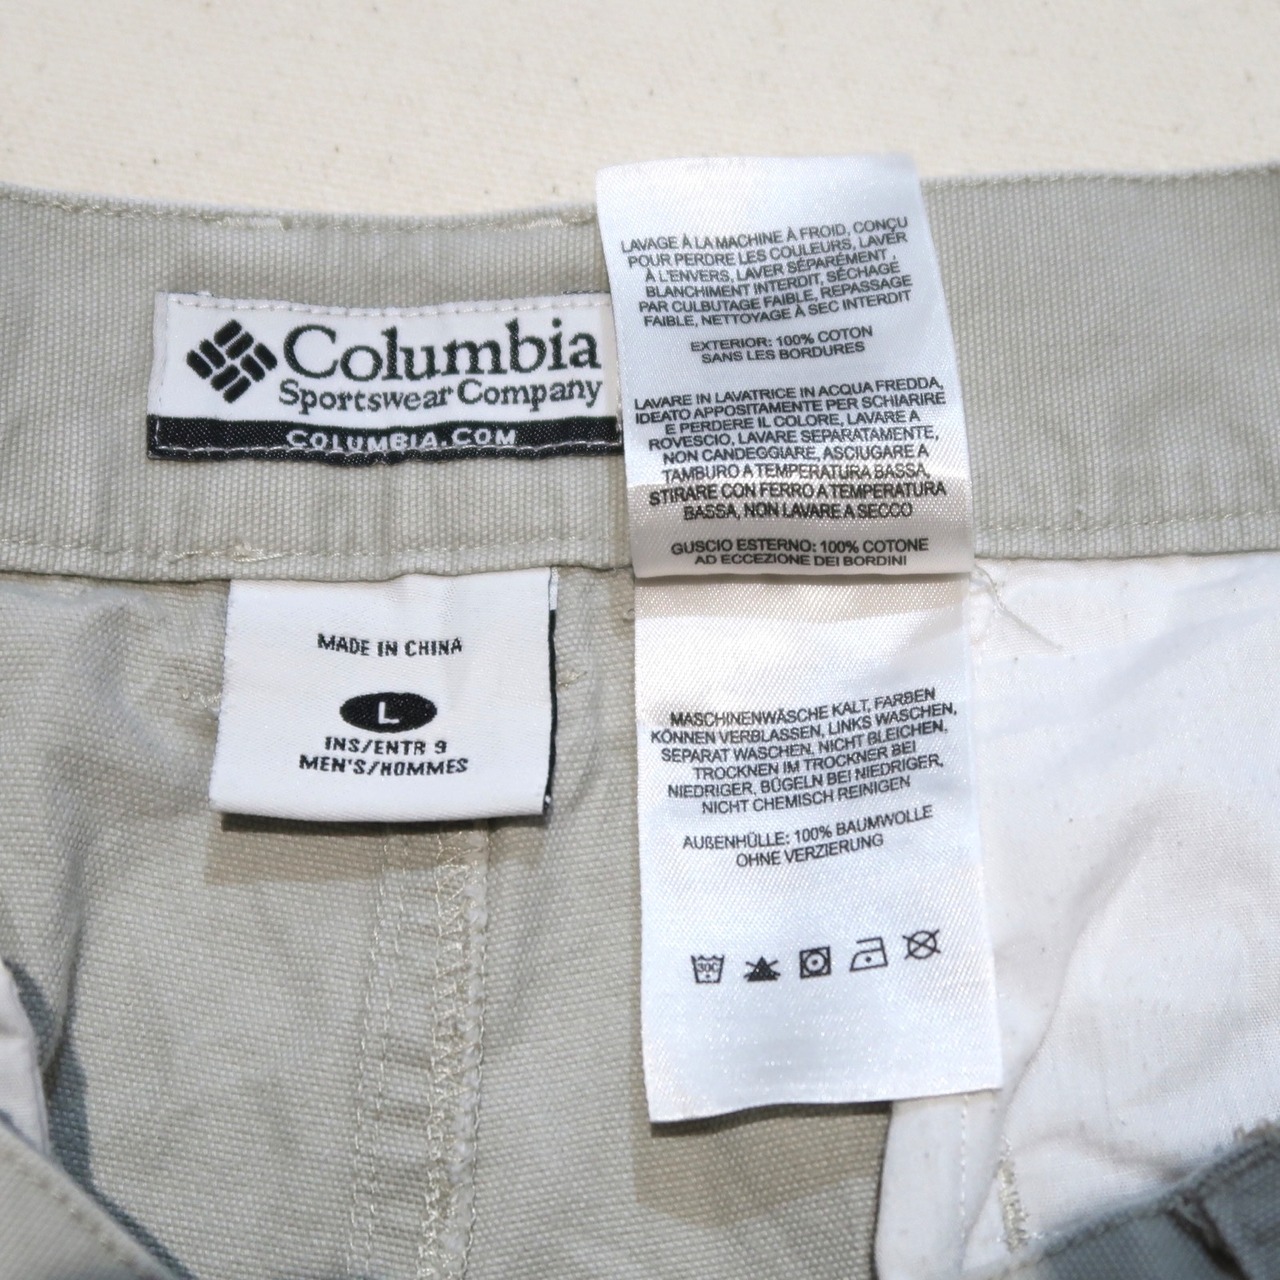 Columbia
Sportswear Company
COLUMBIA.COM
MADE IN CHINA
L
INS/ENTR 9
MEN'S/HOMMES
LAVAGE À LA MACHINE À FROID, CONÇU
POUR PERDRE LES COULEURS, LAVER
À L'ENVERS, LAVER SÉPARÉMENT,
BLANCHIMENT INTERDIT, SÉCHAGE
PAR CULBUTAGE FAIBLE, REPASSAGE
FAIBLE, NETTOYAGE À SEC INTERDIT
EXTERIOR: 100% COTON
SANS LES BORDURES
LAVARE IN LAVATRICE IN ACQUA FREDDA,
IDEATO APPOSITAMENTE PER SCHIARIRE
E PERDERE IL COLORE, LAVARE A
ROVESCIO, LAVARE SEPARATAMENTE,
NON CANDEGGIARE, ASCIUGARE A
TAMBURO A TEMPERATURA BASSA,
STIRARE CON FERRO A TEMPERATURA
BASSA, NON LAVARE A SECCO
GUSCIO ESTERNO: 100% COTONE
AD ECCEZIONE DEI BORDINI
MASCHINENWÄSCHE KALT, FARBEN
KÖNNEN VERBLASSEN, LINKS WASCHEN,
SEPARAT WASCHEN, NICHT BLEICHEN,
TROCKNEN IM TROCKNER BEI
NIEDRIGER, BÜGELN BEI NIEDRIGER,
NICHT CHEMISCH REINIGEN
AUßENHÜLLE: 100% BAUMWOLLE
OHNE VERZIERUNG
30C